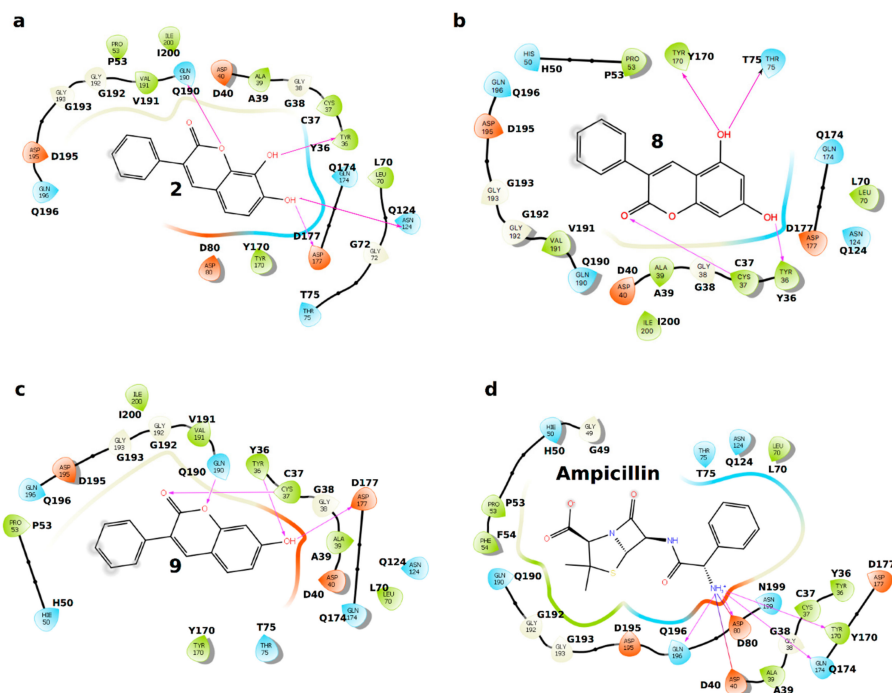 a
PRO 53
P53
ILE 200
I200
GLY 193
G193
GLY 192
G192
VAL 191
V191
GLN 190
Q190
ASP 40
D40
ALA 39
A39
GLY 38
G38
CYS 37
C37
TYR 36
Y36
ASP 195
D195
GLN 196
Q196
O
O
OH
OH
2
GLN 174
Q174
LEU 70
L70
ASN 124
Q124
ASP 80
D80
TYR 170
Y170
ASP 177
D177
GLY 72
G72
THR 75
T75
b
HIS 50
H50
PRO 53
P53
TYR 170
Y170
THR 75
T75
GLN 196
Q196
ASP 195
D195
GLY 193
G193
GLY 192
G192
VAL 191
V191
GLN 190
Q190
OH
8
O
O
OH
GLN 174
Q174
LEU 70
L70
ASN 124
Q124
ASP 177
D177
ASP 40
D40
ALA 39
A39
GLY 38
G38
CYS 37
C37
TYR 36
Y36
ILE 200
I200
c
ILE 200
I200
GLY 193
G193
GLY 192
G192
VAL 191
V191
GLN 190
Q190
TYR 36
Y36
CYS 37
C37
GLY 38
G38
ASP 177
D177
GLN 196
Q196
ASP 195
D195
PRO 53
P53
HIE 50
H50
O
O
OH
9
ALA 39
A39
ASP 40
D40
ASN 124
Q124
LEU 70
L70
GLN 174
Q174
TYR 170
Y170
THR 75
T75
d
HIE 50
H50
GLY 49
G49
THR 75
T75
ASN 124
Q124
LEU 70
L70
Ampicillin
PRO 53
P53
PHE 54
F54
O
O⁻
O
N
S
NH
O
NH₃⁺
GLN 190
Q190
GLY 192
G192
GLY 193
G193
ASP 195
D195
GLN 196
Q196
ASN 199
N199
ASP 80
D80
GLY 38
G38
CYS 37
C37
TYR 36
Y36
ASP 177
D177
TYR 170
Y170
GLN 174
Q174
ASP 40
D40
ALA 39
A39